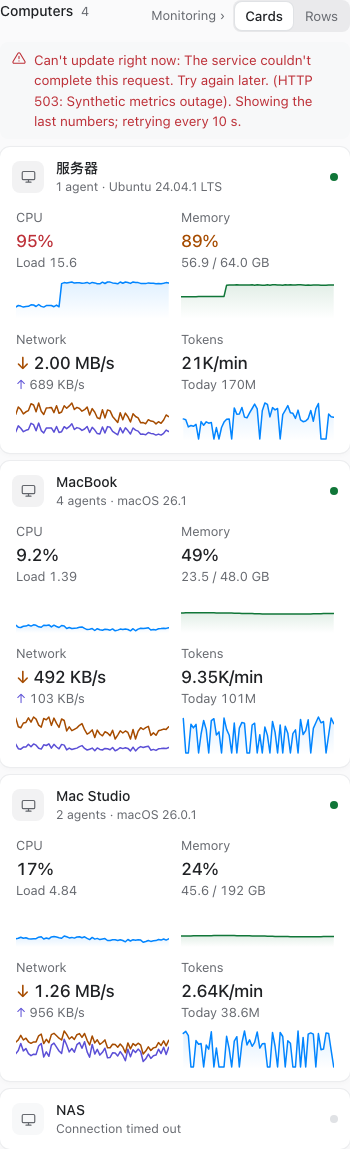 Computers 4
Monitoring ›
Cards
Rows
Can't update right now: The service couldn't
complete this request. Try again later. (HTTP
503: Synthetic metrics outage). Showing the
last numbers; retrying every 10 s.
服务器
1 agent · Ubuntu 24.04.1 LTS
CPU
95%
Load 15.6
Memory
89%
56.9 / 64.0 GB
Network
↓ 2.00 MB/s
↑ 689 KB/s
Tokens
21K/min
Today 170M
MacBook
4 agents · macOS 26.1
CPU
9.2%
Load 1.39
Memory
49%
23.5 / 48.0 GB
Network
↓ 492 KB/s
↑ 103 KB/s
Tokens
9.35K/min
Today 101M
Mac Studio
2 agents · macOS 26.0.1
CPU
17%
Load 4.84
Memory
24%
45.6 / 192 GB
Network
↓ 1.26 MB/s
↑ 956 KB/s
Tokens
2.64K/min
Today 38.6M
NAS
Connection timed out